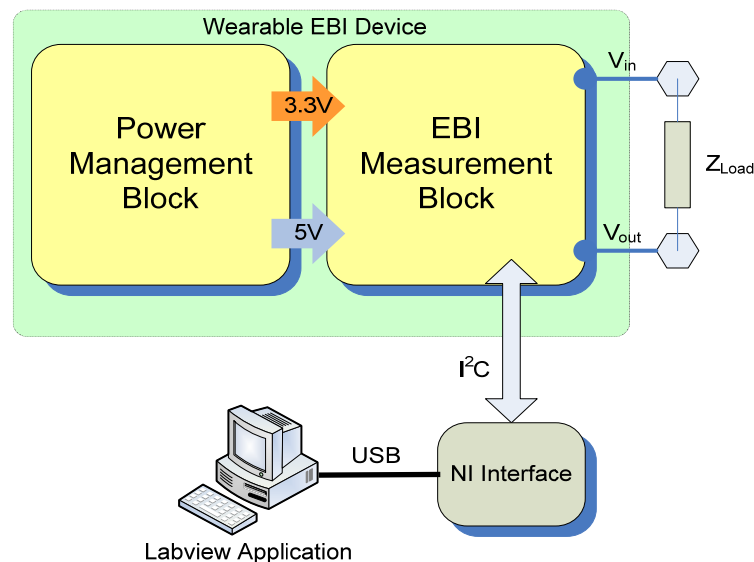 Wearable EBI Device
Power
Management
Block
3.3V
5V
EBI
Measurement
Block
Vin
ZLoad
Vout
I²C
USB
NI Interface
Labview Application